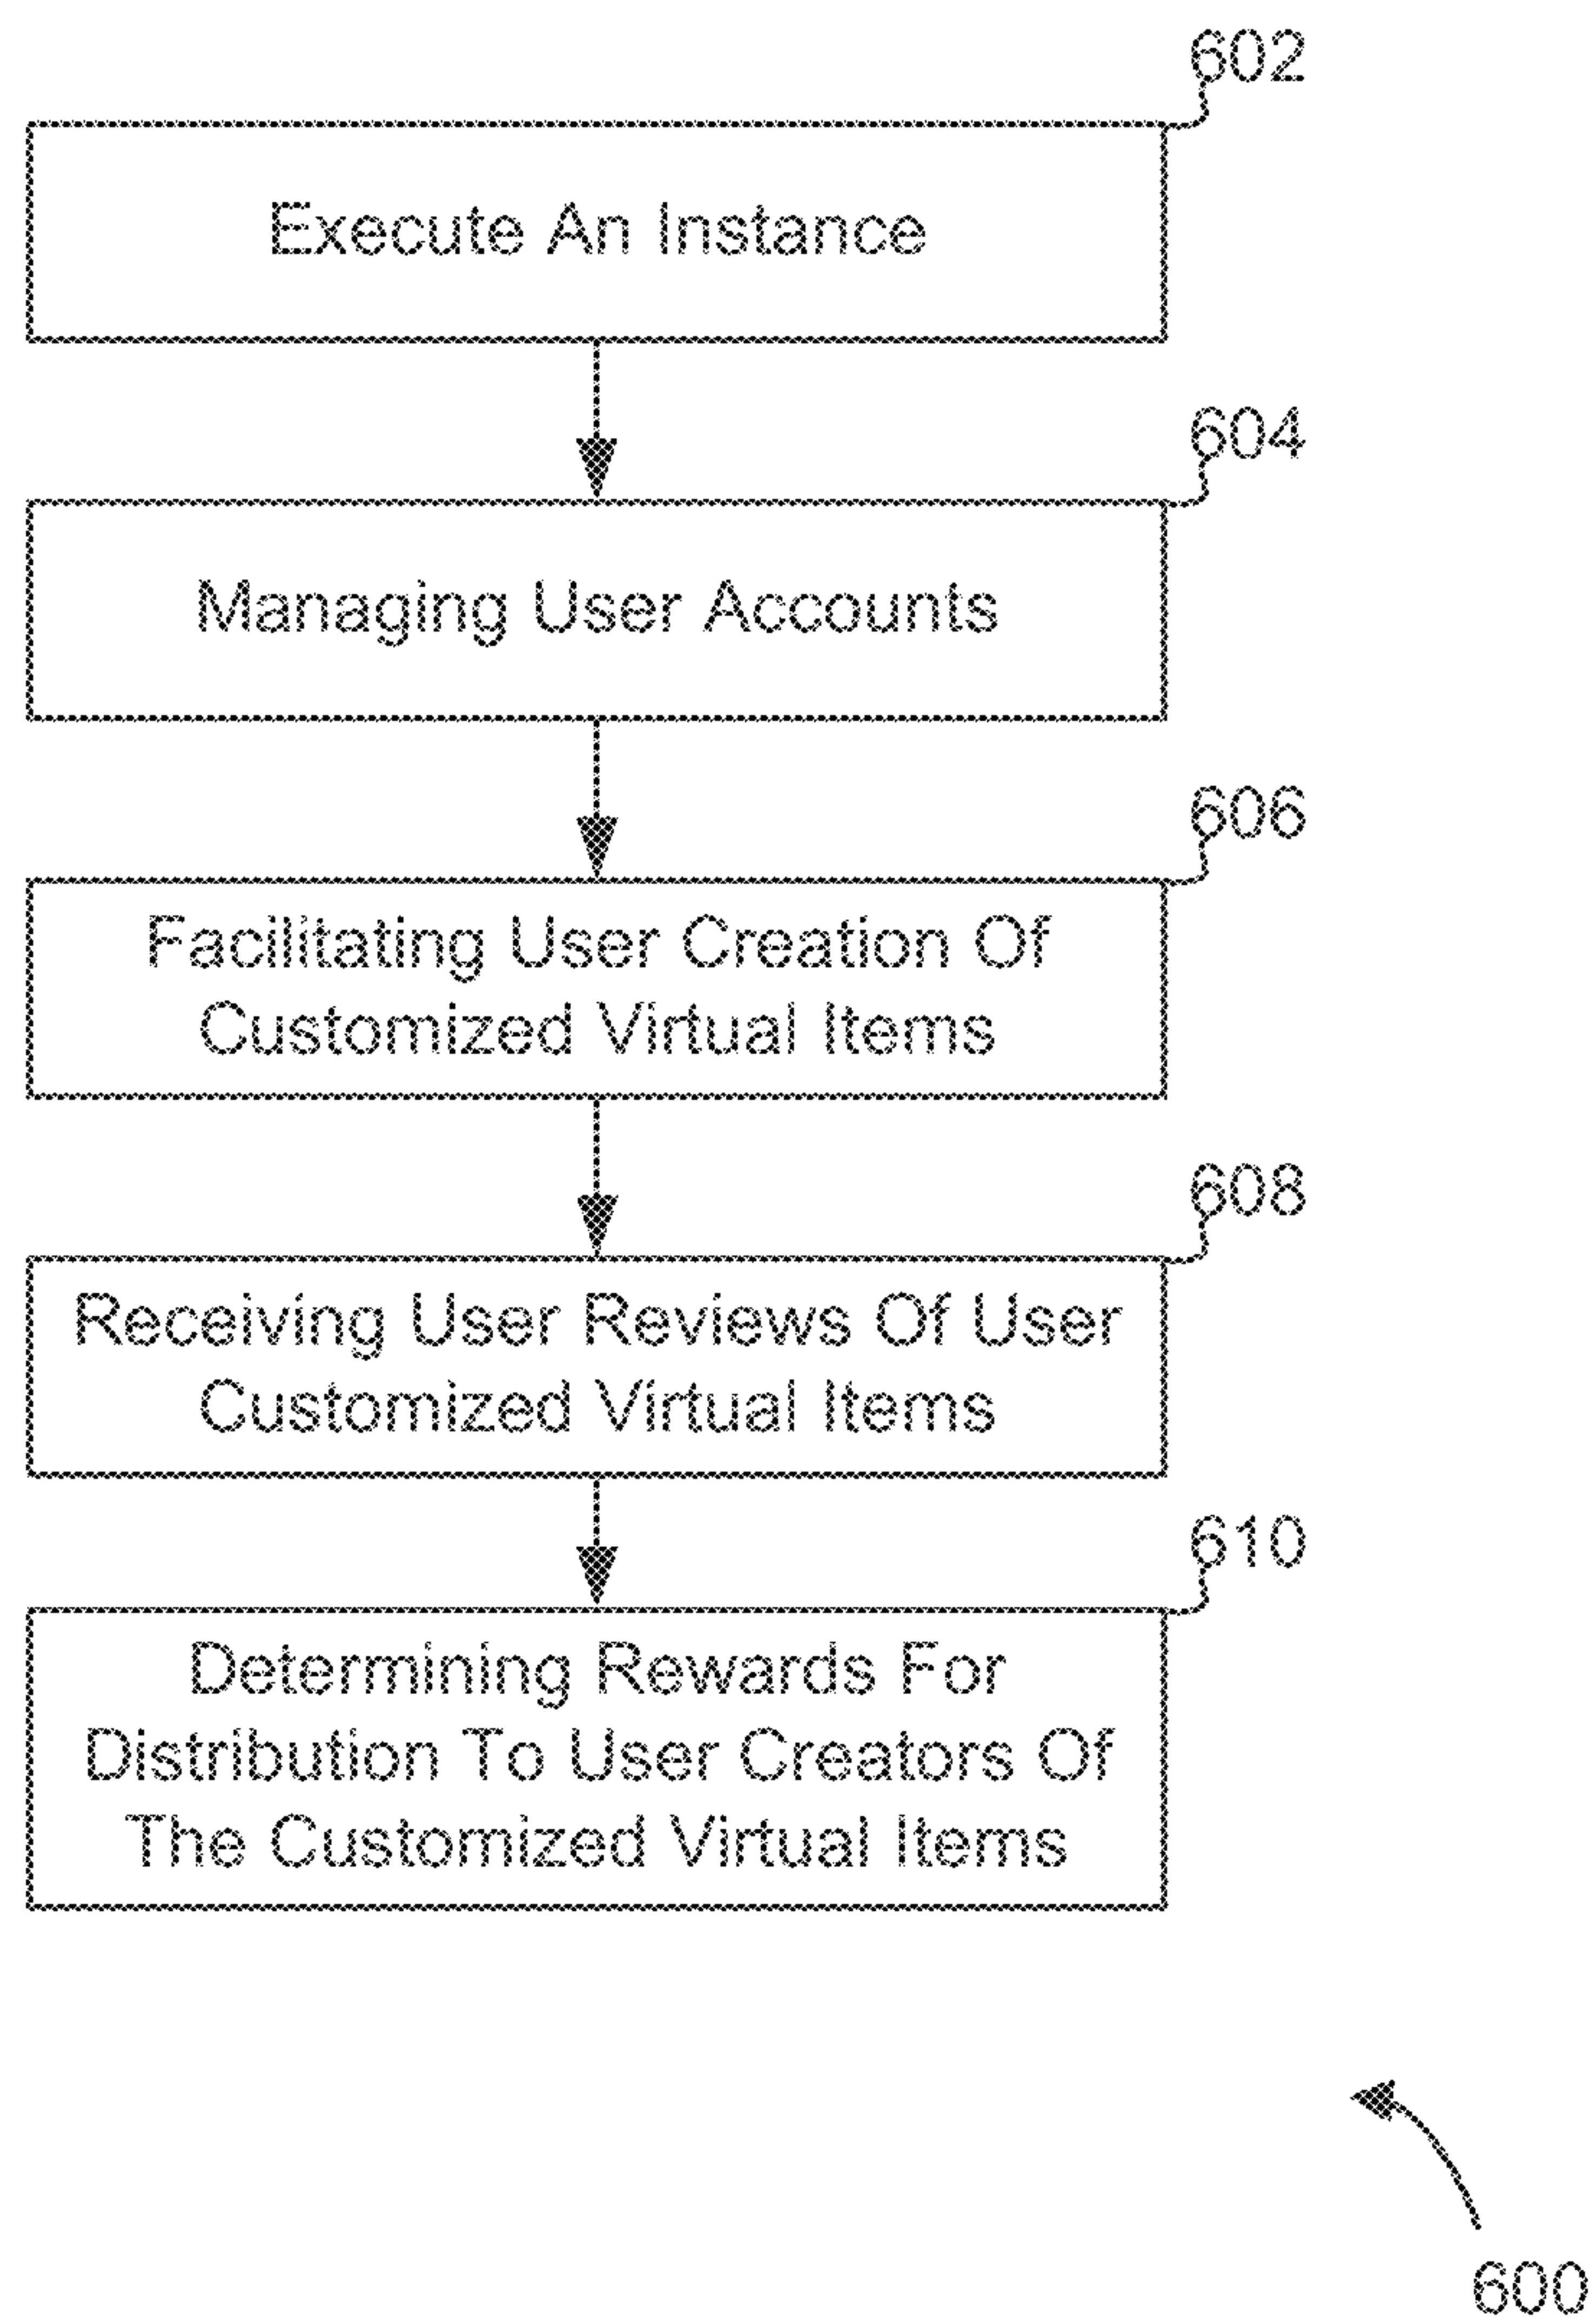 602
Execute An Instance
604
Managing User Accounts
606
Facilitating User Creation Of
Customized Virtual Items
608
Receiving User Reviews Of User
Customized Virtual Items
610
Determining Rewards For
Distribution To User Creators Of
The Customized Virtual Items
600